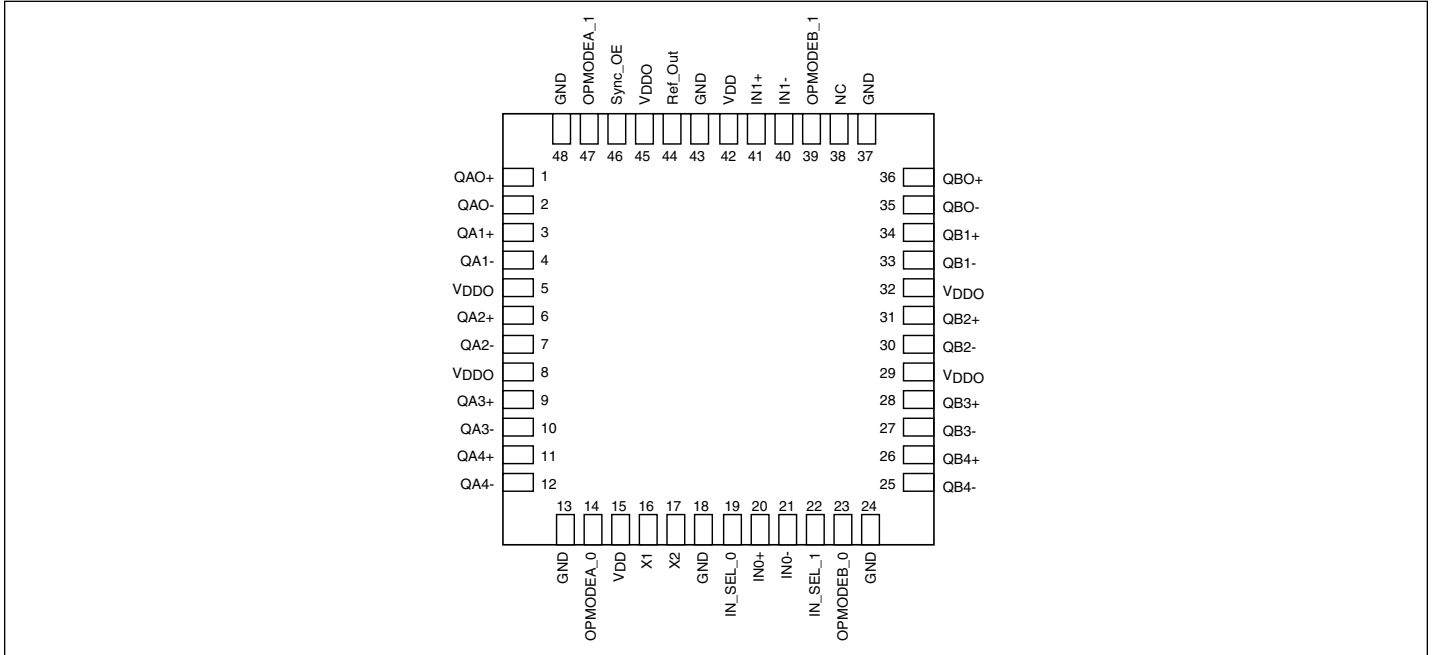 GND OPMODEA_1 Sync_OE VDDO Ref_Out GND VDD IN1+ IN1- OPMODEB_1 NC GND
48 47 46 45 44 43 42 41 40 39 38 37
QAO+ 1 36 QBO+
QAO- 2 35 QBO-
QA1+ 3 34 QB1+
QA1- 4 33 QB1-
VDDO 5 32 VDDO
QA2+ 6 31 QB2+
QA2- 7 30 QB2-
VDDO 8 29 VDDO
QA3+ 9 28 QB3+
QA3- 10 27 QB3-
QA4+ 11 26 QB4+
QA4- 12 25 QB4-
13 14 15 16 17 18 19 20 21 22 23 24
GND OPMODEA_0 VDD X1 X2 GND IN_SEL_0 IN0+ IN0- IN_SEL_1 OPMODEB_0 GND